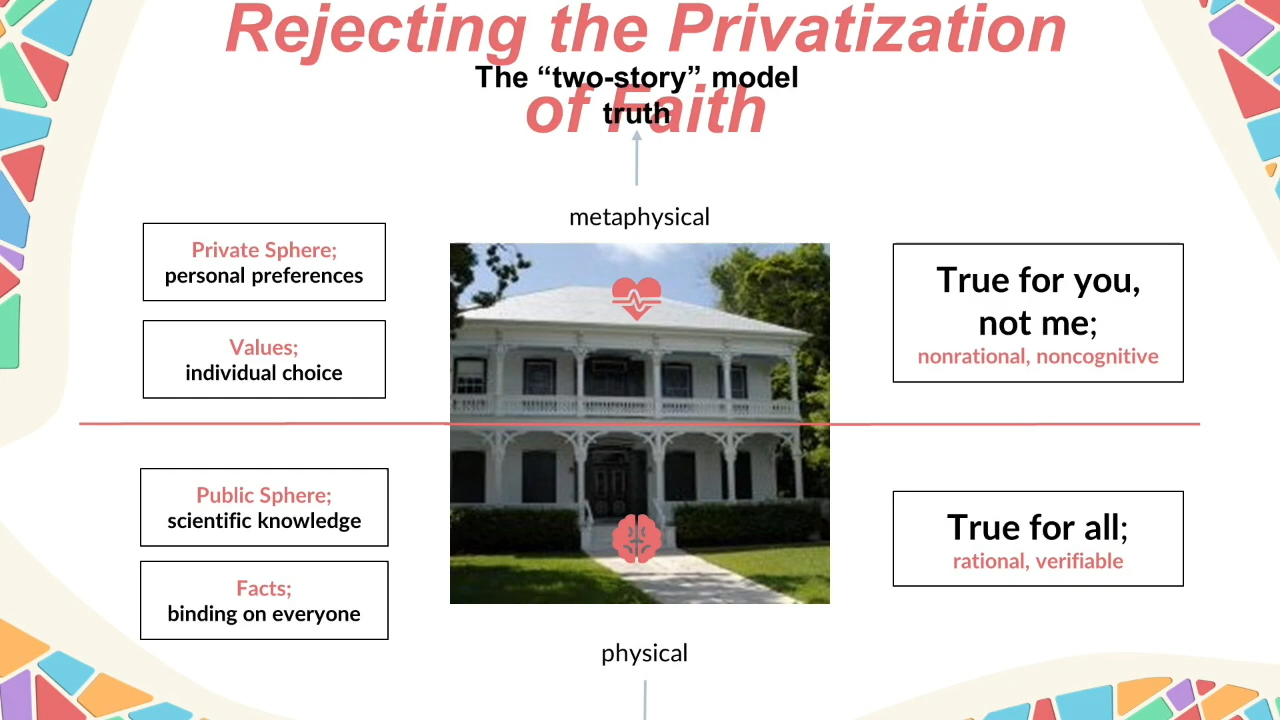 Rejecting the Privatization
of Faith
The “two-story” model
truth
metaphysical
Private Sphere;
personal preferences
Values;
individual choice
True for you,
not me;
nonrational, noncognitive
Public Sphere;
scientific knowledge
Facts;
binding on everyone
True for all;
rational, verifiable
physical